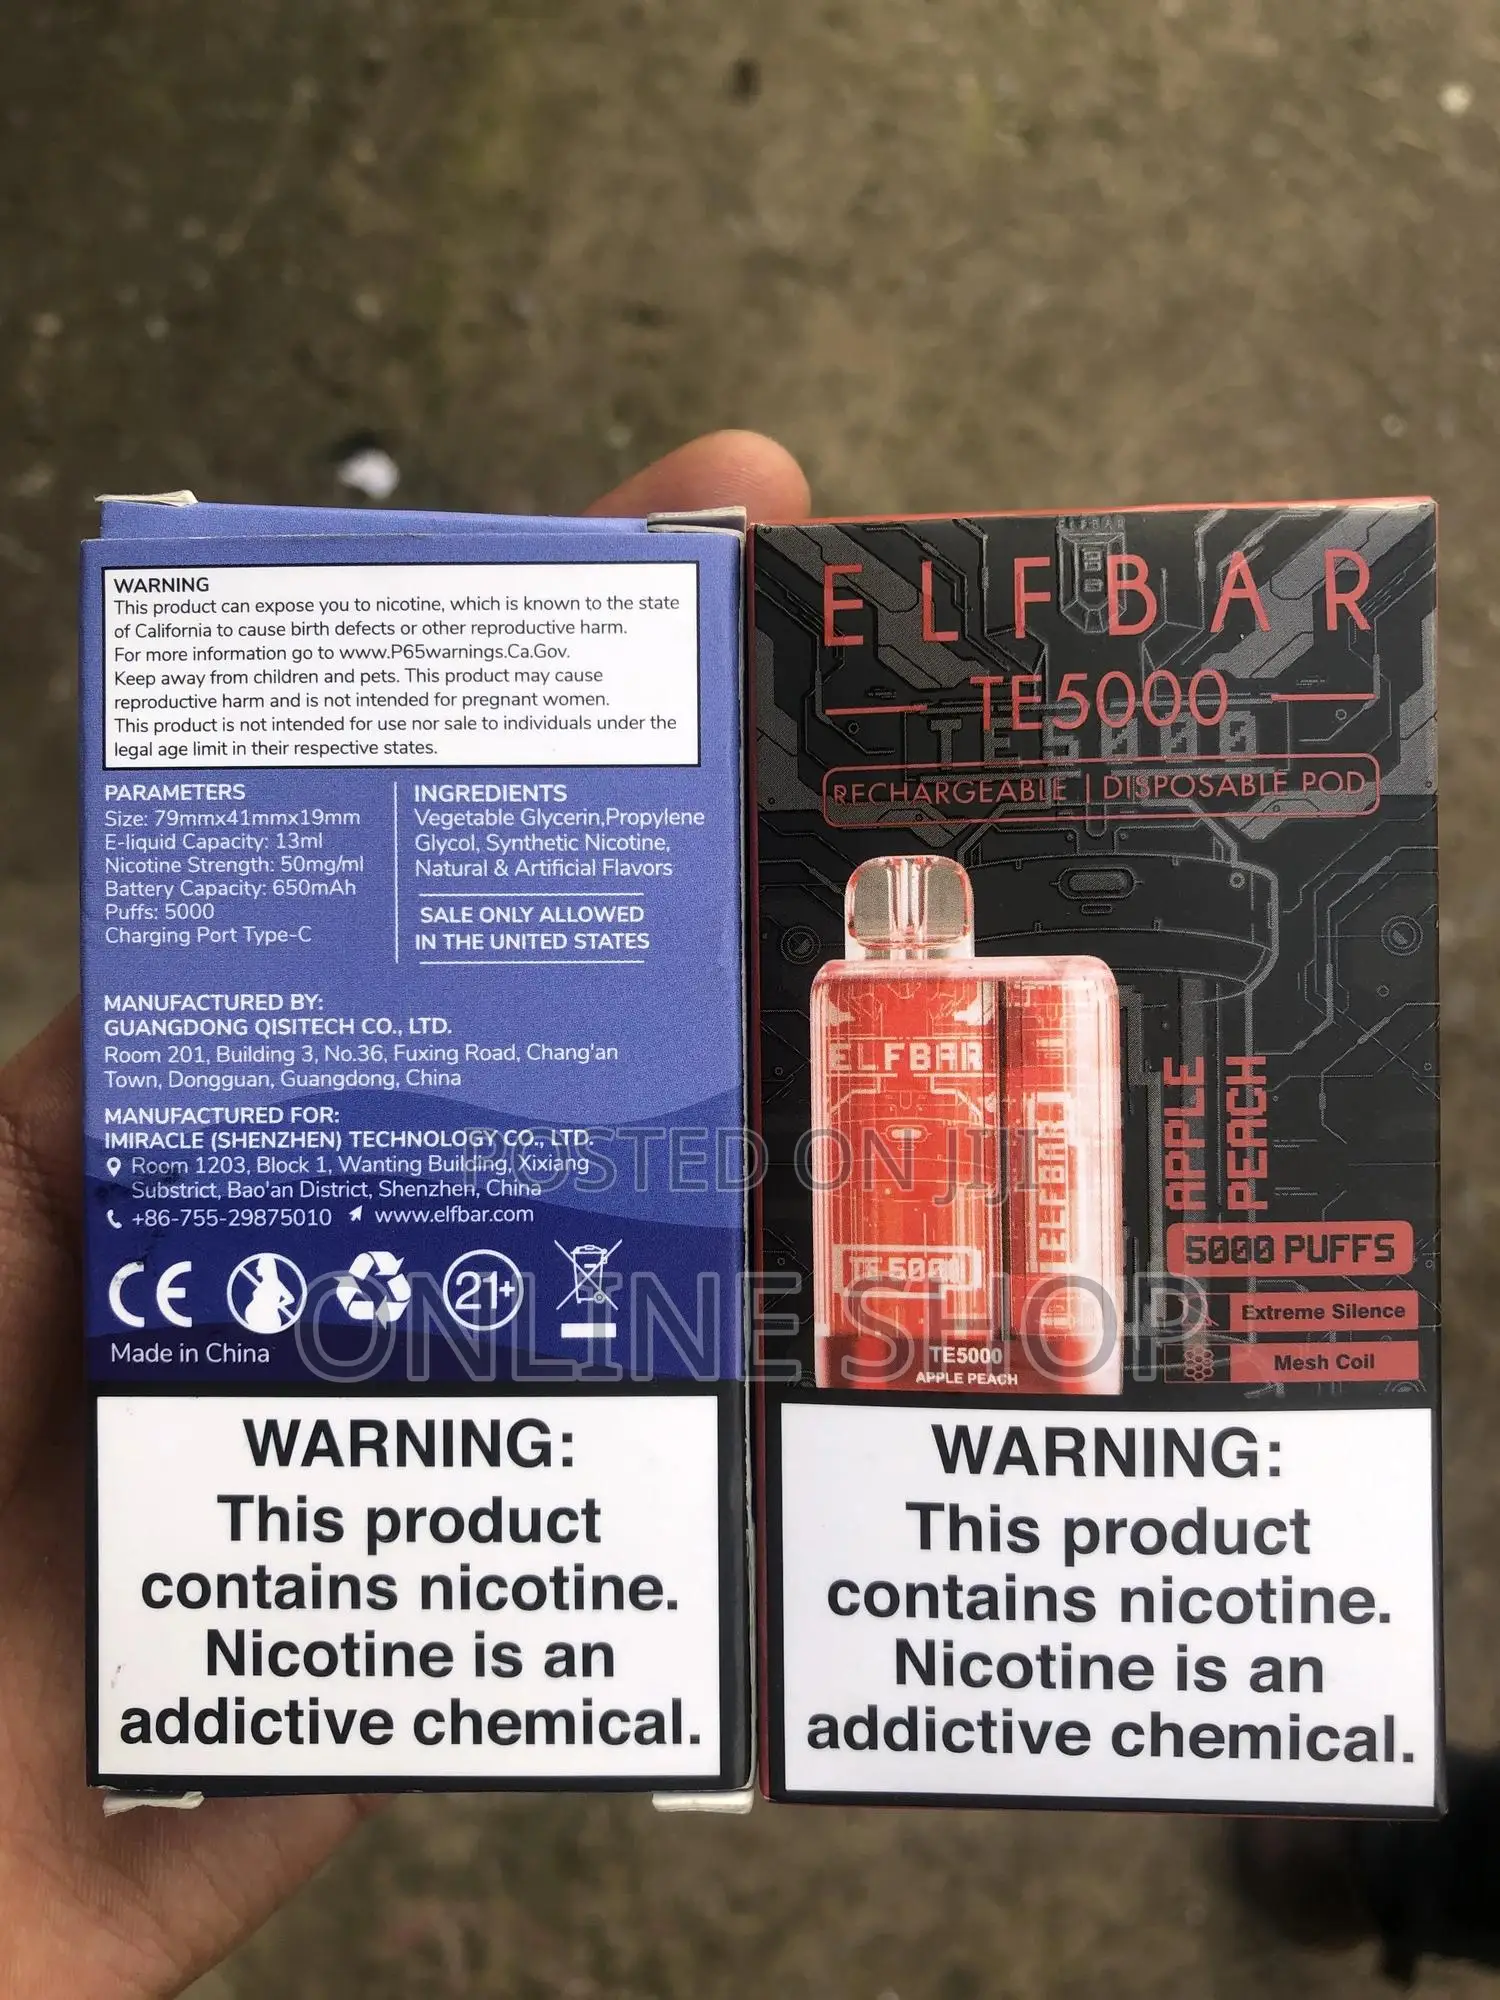 WARNING
This product can expose you to nicotine, which is known to the state
of California to cause birth defects or other reproductive harm.
For more information go to www.P65warnings.Ca.Gov.
Keep away from children and pets. This product may cause
reproductive harm and is not intended for pregnant women.
This product is not intended for use nor sale to individuals under the
legal age limit in their respective states.
PARAMETERS
Size: 79mmx41mmx19mm
E-liquid Capacity: 13ml
Nicotine Strength: 50mg/ml
Battery Capacity: 650mAh
Puffs: 5000
Charging Port Type-C
INGREDIENTS
Vegetable Glycerin,Propylene
Glycol, Synthetic Nicotine,
Natural & Artificial Flavors
SALE ONLY ALLOWED
IN THE UNITED STATES
MANUFACTURED BY:
GUANGDONG QISITECH CO., LTD.
Room 201, Building 3, No.36, Fuxing Road, Chang'an
Town, Dongguan, Guangdong, China
MANUFACTURED FOR:
IMIRACLE (SHENZHEN) TECHNOLOGY CO., LTD.
Room 1203, Block 1, Wanting Building, Xixiang
Substrict, Bao'an District, Shenzhen, China
+86-755-29875010 www.elfbar.com
CE
21+
Made in China
WARNING:
This product
contains nicotine.
Nicotine is an
addictive chemical.
ELFBAR
ELFBAR
TE5000
TE5000
RECHARGEABLE | DISPOSABLE POD
ELFBAR
ELFBAR
TE5000
TE5000
APPLE PEACH
APPLE
PEACH
5000 PUFFS
Extreme Silence
Mesh Coil
WARNING:
This product
contains nicotine.
Nicotine is an
addictive chemical.
POSTED ON JIJI
ONLINE SHOP